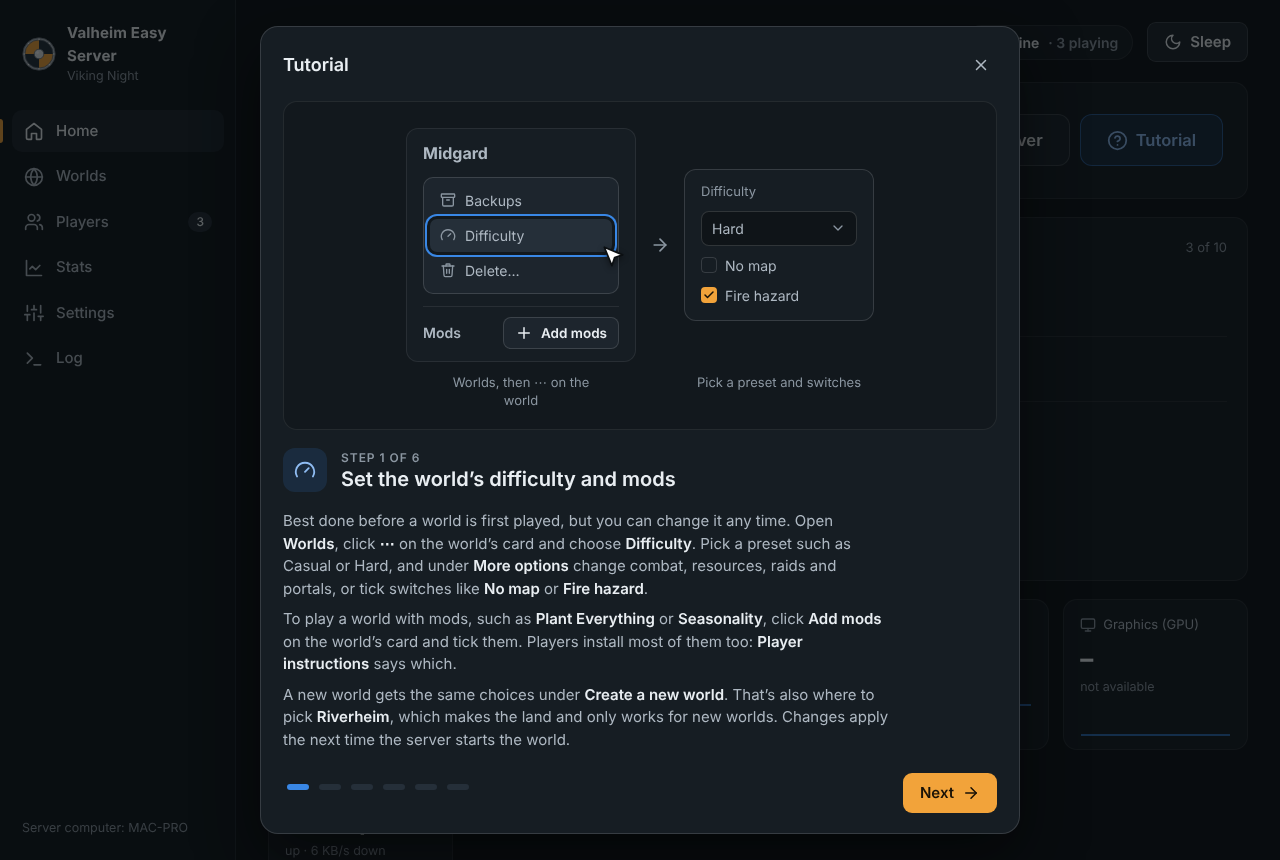 Valheim Easy
Server
Viking Night
Home
Worlds
Players
3
Stats
Settings
Log
Server computer: MAC-PRO
· 3 playing
Sleep
Tutorial
3 of 10
Graphics (GPU)
–
not available
up · 6 KB/s down
Tutorial
Midgard
Backups
Difficulty
Delete...
Mods
Add mods
Worlds, then ··· on the
world
Difficulty
Hard
No map
Fire hazard
Pick a preset and switches
STEP 1 OF 6
Set the world’s difficulty and mods
Best done before a world is first played, but you can change it any time. Open
Worlds, click ··· on the world’s card and choose Difficulty. Pick a preset such as
Casual or Hard, and under More options change combat, resources, raids and
portals, or tick switches like No map or Fire hazard.
To play a world with mods, such as Plant Everything or Seasonality, click Add mods
on the world’s card and tick them. Players install most of them too: Player
instructions says which.
A new world gets the same choices under Create a new world. That’s also where to
pick Riverheim, which makes the land and only works for new worlds. Changes apply
the next time the server starts the world.
Next